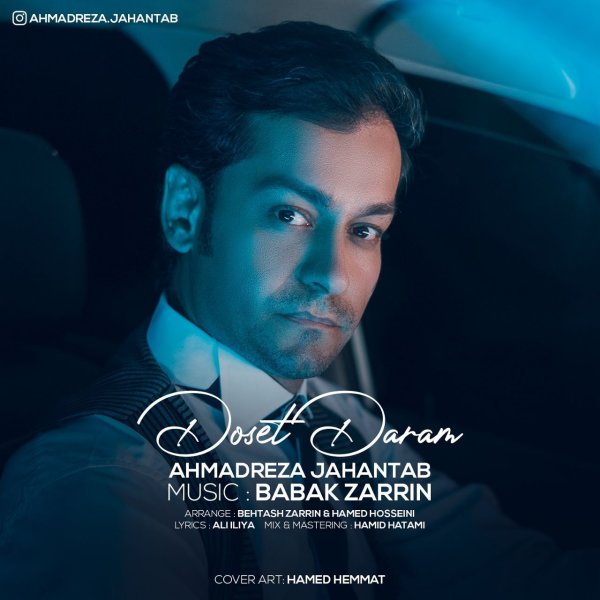 AHMADREZA.JAHANTAB
Doset Daram
AHMADREZA JAHANTAB
MUSIC : BABAK ZARRIN
ARRANGE : BEHTASH ZARRIN & HAMED HOSSEINI
LYRICS : ALI ILIYA MIX & MASTERING : HAMID HATAMI
COVER ART: HAMED HEMMAT